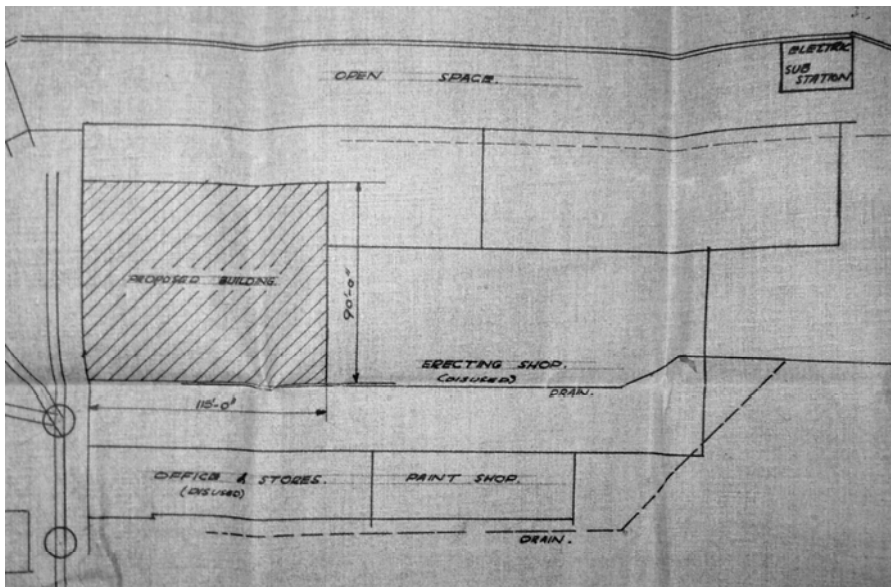 ELECTRIC
SUB
STATION
OPEN SPACE.
PROPOSED BUILDING.
90'-0"
ERECTING SHOP.
(DISUSED)
DRAIN.
115'-0"
OFFICE & STORES.
(DISUSED)
PAINT SHOP.
DRAIN.